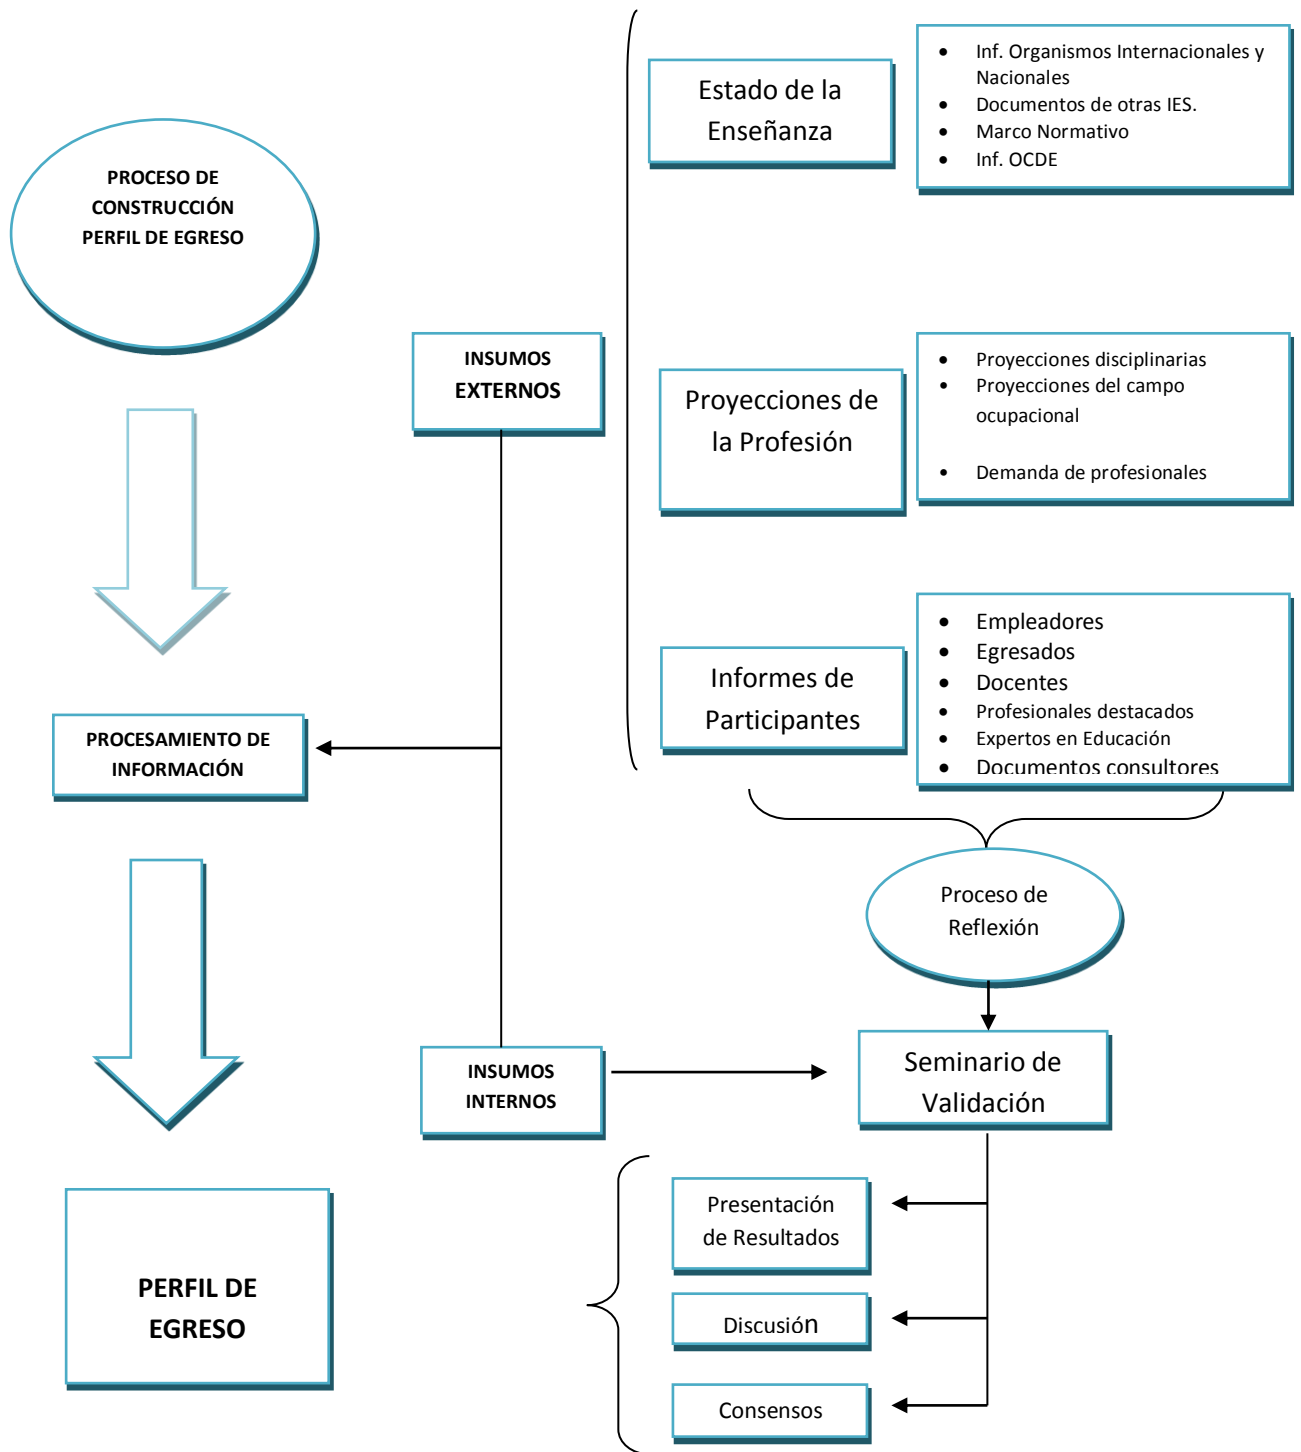 PROCESO DE
CONSTRUCCIÓN
PERFIL DE EGRESO
PROCESAMIENTO DE
INFORMACIÓN
PERFIL DE
EGRESO
INSUMOS
EXTERNOS
INSUMOS
INTERNOS
Estado de la
Enseñanza
• Inf. Organismos Internacionales y
Nacionales
• Documentos de otras IES.
• Marco Normativo
• Inf. OCDE
Proyecciones de
la Profesión
• Proyecciones disciplinarias
• Proyecciones del campo
ocupacional
• Demanda de profesionales
Informes de
Participantes
• Empleadores
• Egresados
• Docentes
• Profesionales destacados
• Expertos en Educación
• Documentos consultores
Proceso de
Reflexión
Seminario de
Validación
Presentación
de Resultados
Discusión
Consensos